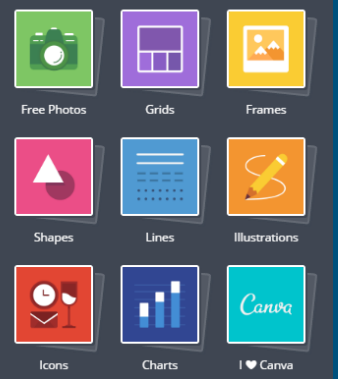 Free Photos
Grids
Frames
Shapes
Lines
Illustrations
Canva
Icons
Charts
I ♥ Canva